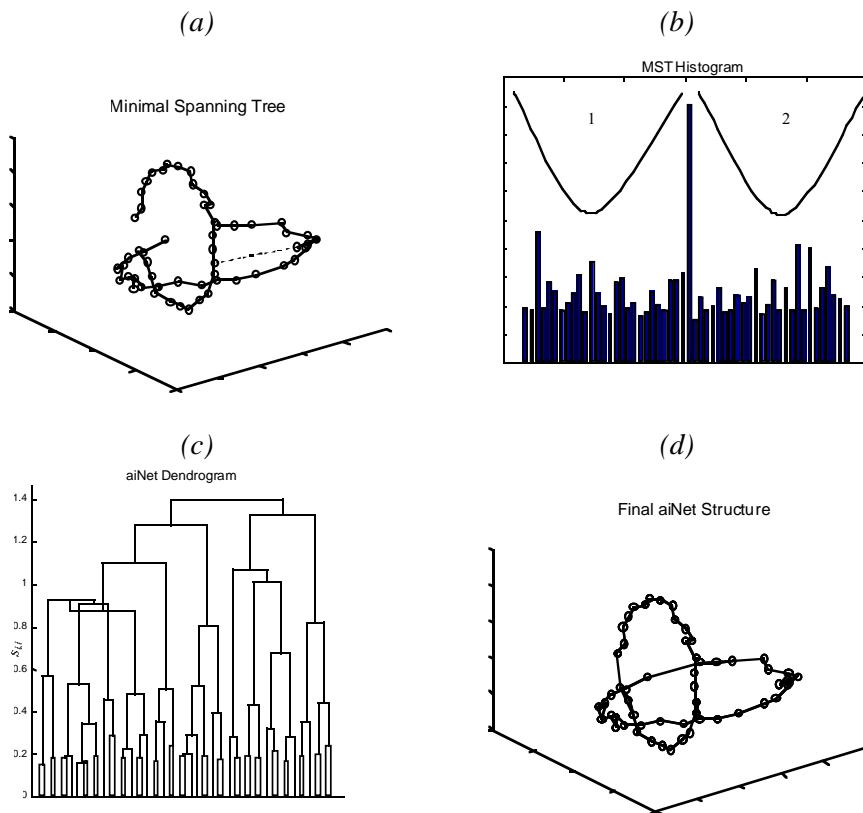 (a)
Minimal Spanning Tree
(b)
MST Histogram
1 2
(c)
aiNet Dendrogram
1.4
1.2
1
0.8
0.6
0.4
0.2
0
sLi
(d)
Final aiNet Structure